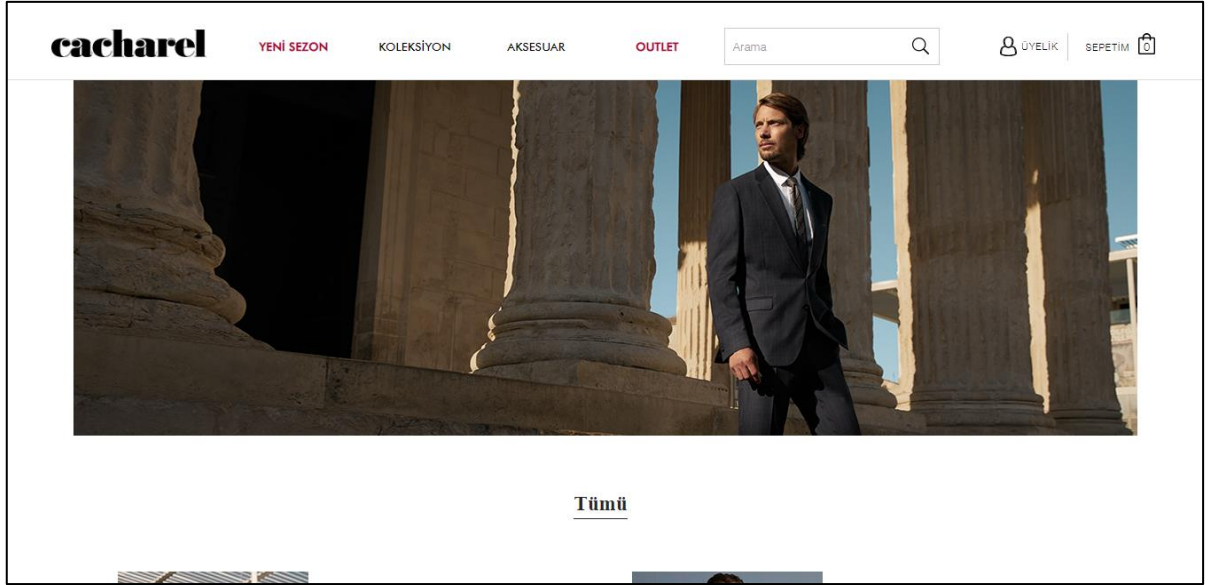 cacharel
YENİ SEZON
KOLEKSİYON
AKSESUAR
OUTLET
Arama
ÜYELİK
SEPETİM 0
Tümü